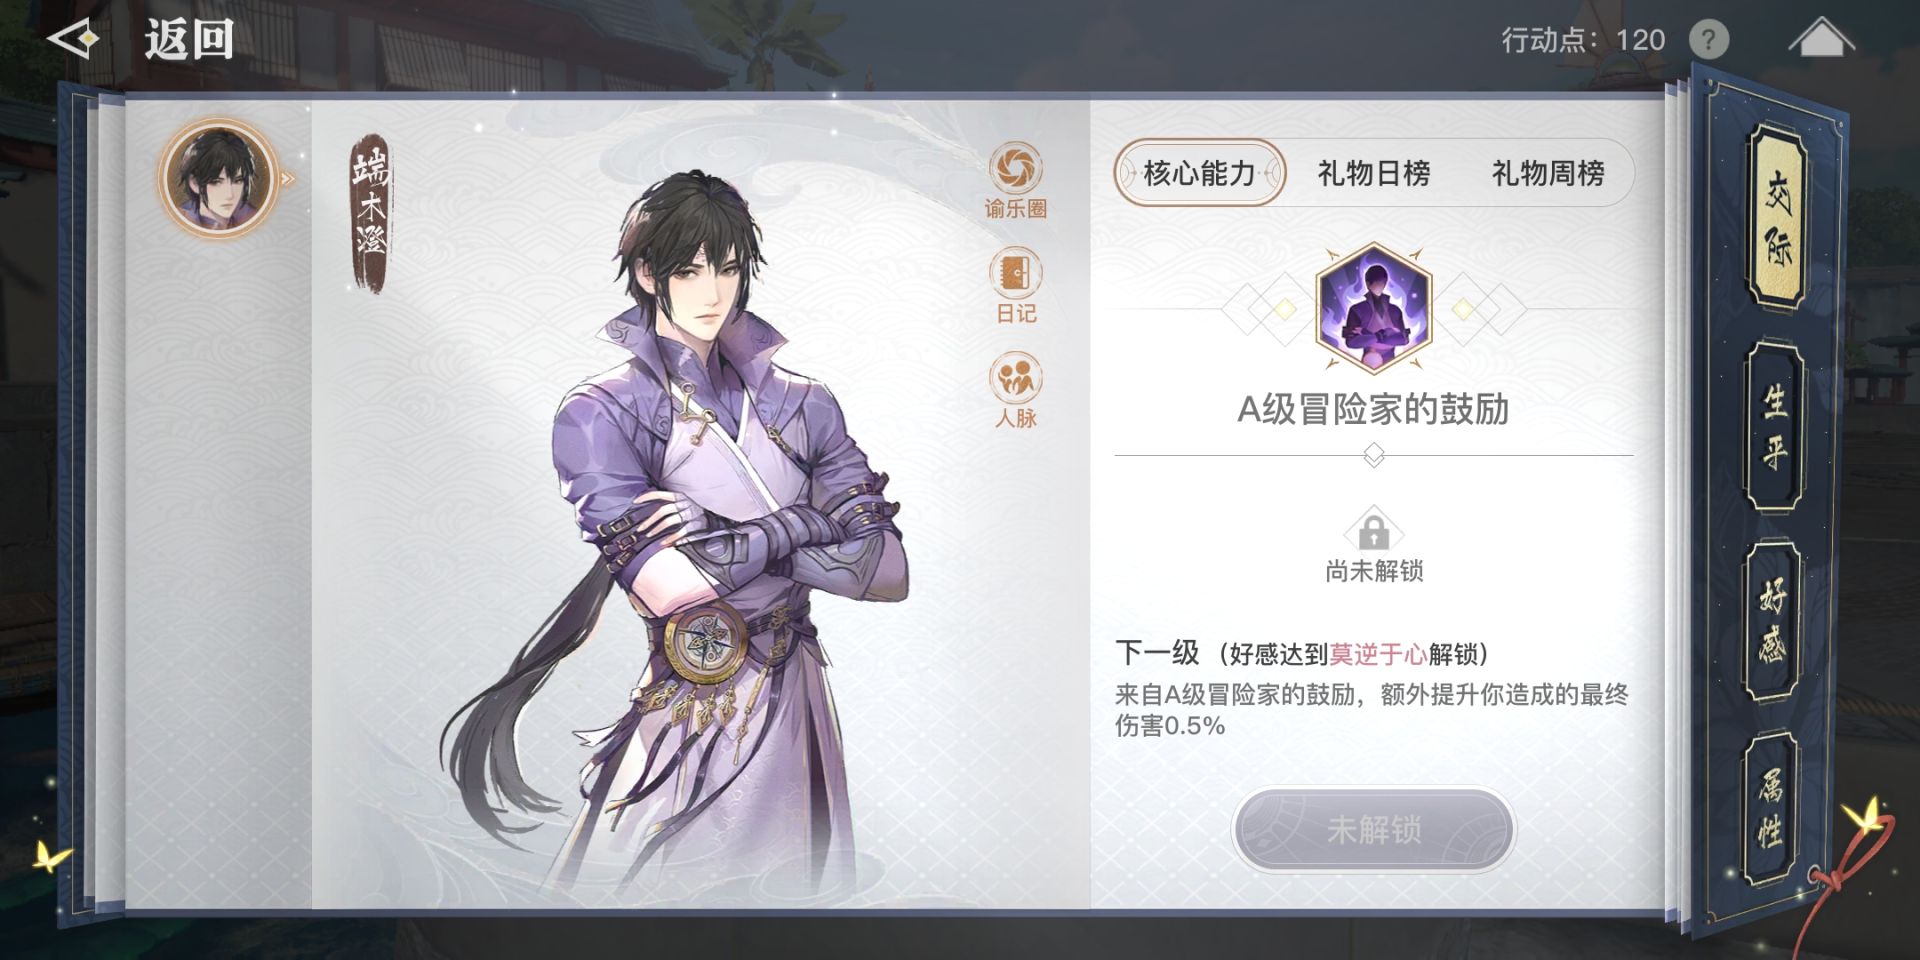 返回
行动点：120
?
端木澄
谕乐圈
日记
人脉
核心能力
礼物日榜
礼物周榜
A级冒险家的鼓励
尚未解锁
下一级（好感达到莫逆于心解锁）
来自A级冒险家的鼓励，额外提升你造成的最终
伤害0.5%
未解锁
交际
生平
好感
属性